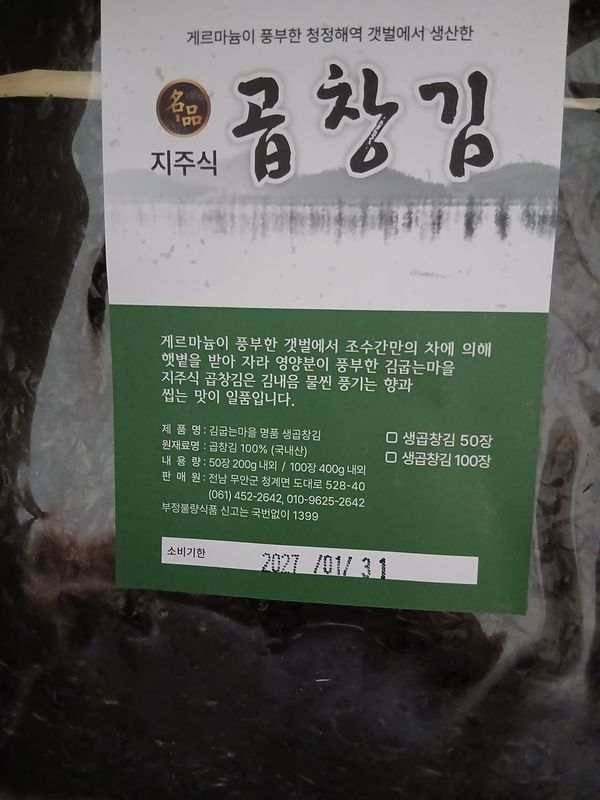 게르마늄이 풍부한 청정해역 갯벌에서 생산한
名品
지주식
곱창김
게르마늄이 풍부한 갯벌에서 조수간만의 차에 의해
햇볕을 받아 자라 영양분이 풍부한 김굽는마을
지주식 곱창김은 김내음 물씬 풍기는 향과
씹는 맛이 일품입니다.
제 품 명 : 김굽는마을 명품 생곱창김
원재료명 : 곱창김 100% (국내산)
내 용 량 : 50장 200g 내외 / 100장 400g 내외
판 매 원 : 전남 무안군 청계면 도대로 528-40
(061) 452-2642, 010-9625-2642
부정불량식품 신고는 국번없이 1399
생곱창김 50장
생곱창김 100장
소비기한
2027 /01/ 31